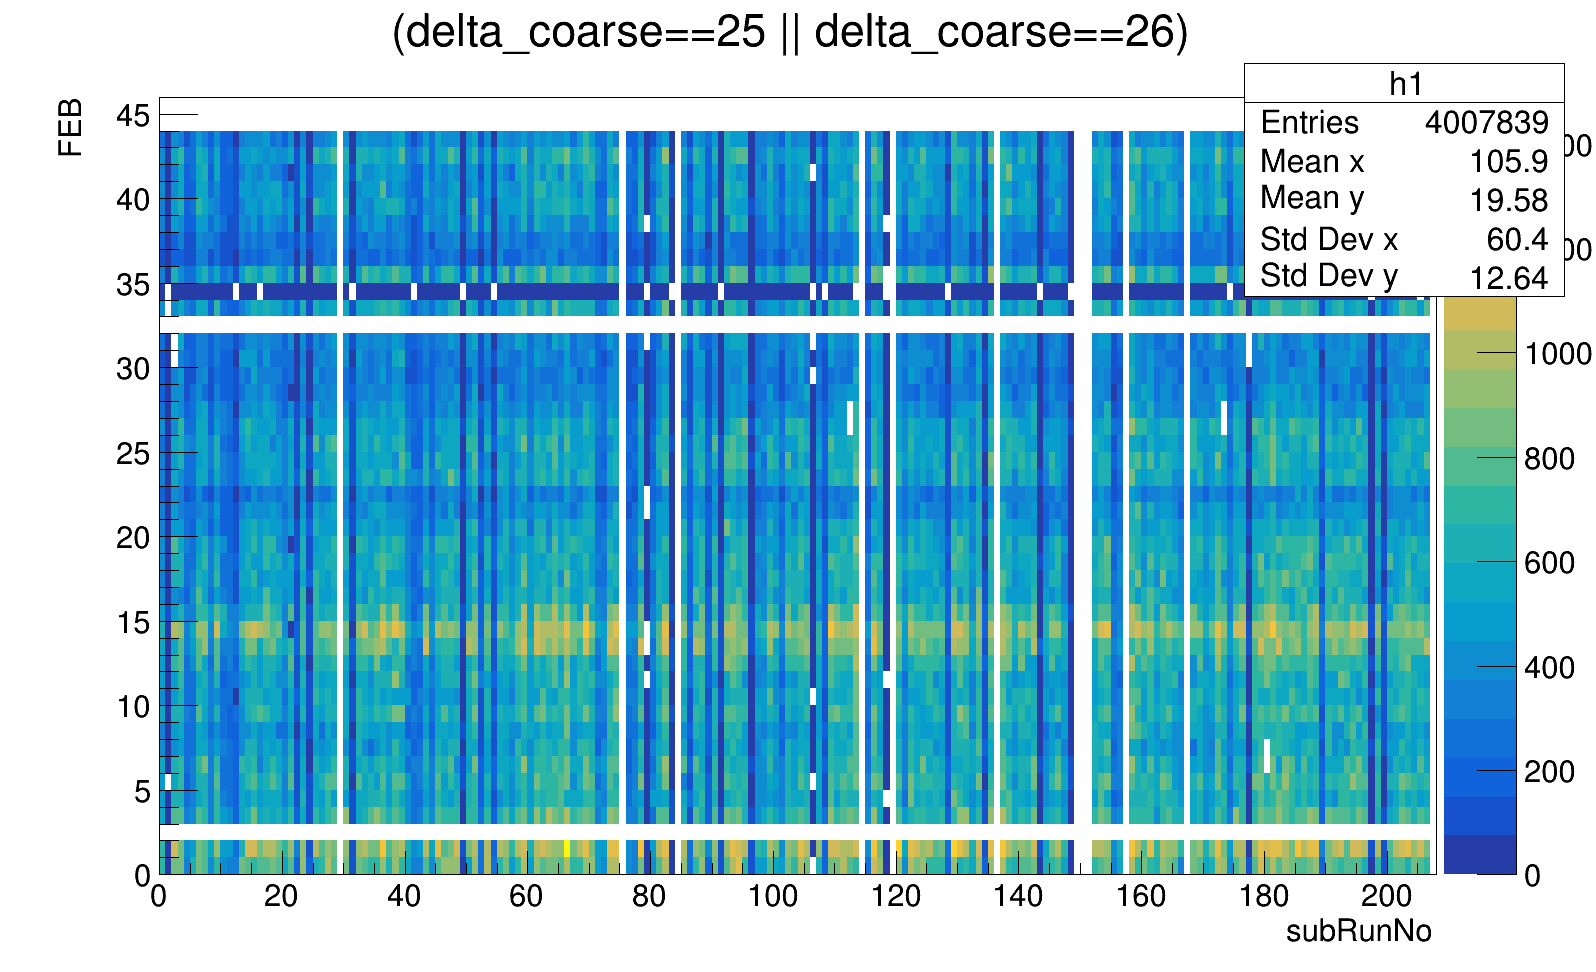 (delta_coarse==25 || delta_coarse==26)
h1
Entries 4007839
Mean x 105.9
Mean y 19.58
Std Dev x 60.4
Std Dev y 12.64
FEB
45
40
35
30
25
20
15
10
5
0
0 20 40 60 80 100 120 140 160 180 200
subRunNo
1000
800
600
400
200
0